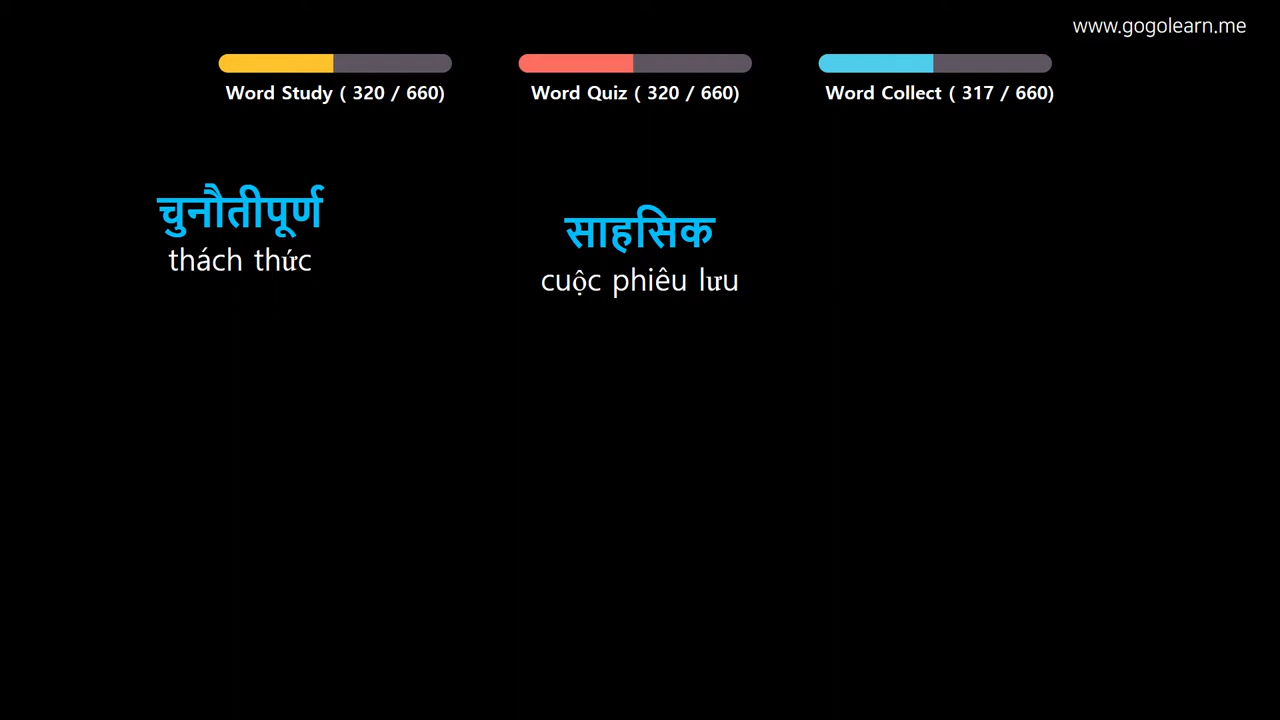 www.gogolearn.me
Word Study ( 320 / 660)
Word Quiz ( 320 / 660)
Word Collect ( 317 / 660)
चुनौतीपूर्ण
thách thức
साहसिक
cuộc phiêu lưu